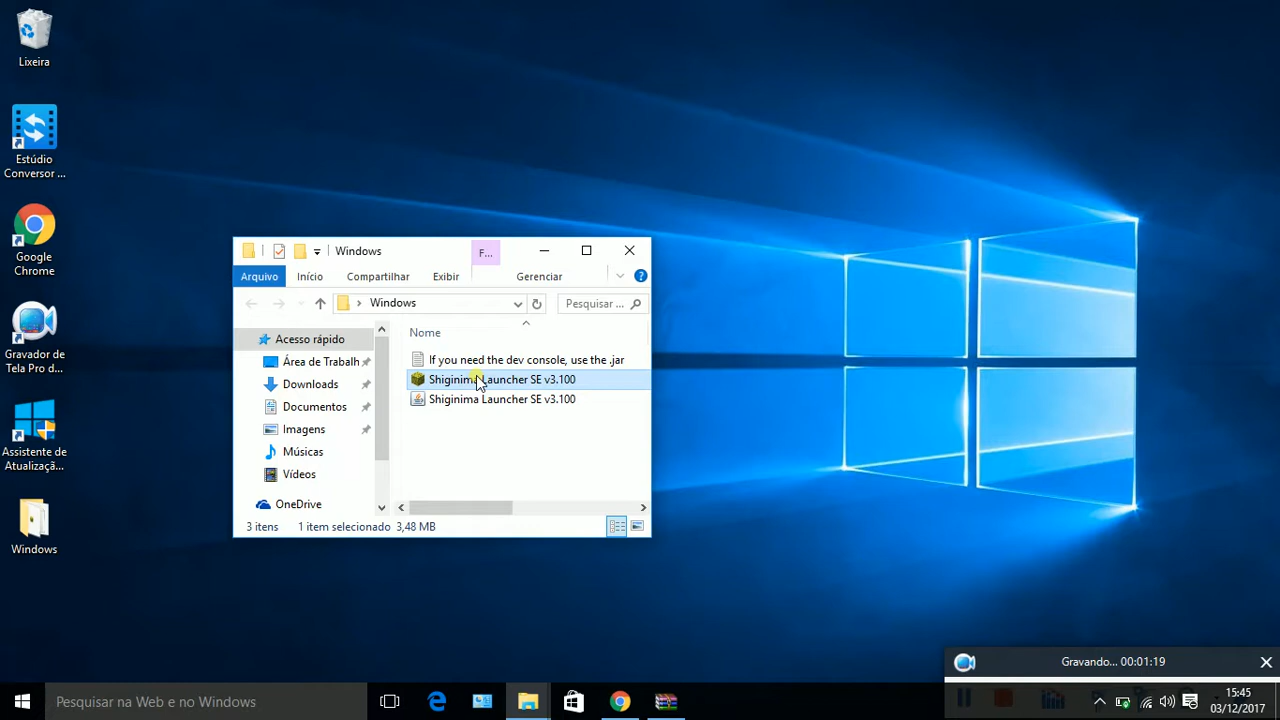 Lixeira
Estúdio
Conversor ...
Google
Chrome
Gravador de
Tela Pro d...
Assistente de
Atualizaçã...
Windows
Windows
F...
Arquivo
Início
Compartilhar
Exibir
Gerenciar
Windows
Pesquisar ...
Acesso rápido
Área de Trabalh
Downloads
Documentos
Imagens
Músicas
Vídeos
OneDrive
Nome
If you need the dev console, use the .jar
Shiginima Launcher SE v3.100
Shiginima Launcher SE v3.100
3 itens
1 item selecionado 3,48 MB
Gravando... 00:01:19
Pesquisar na Web e no Windows
15:45
03/12/2017